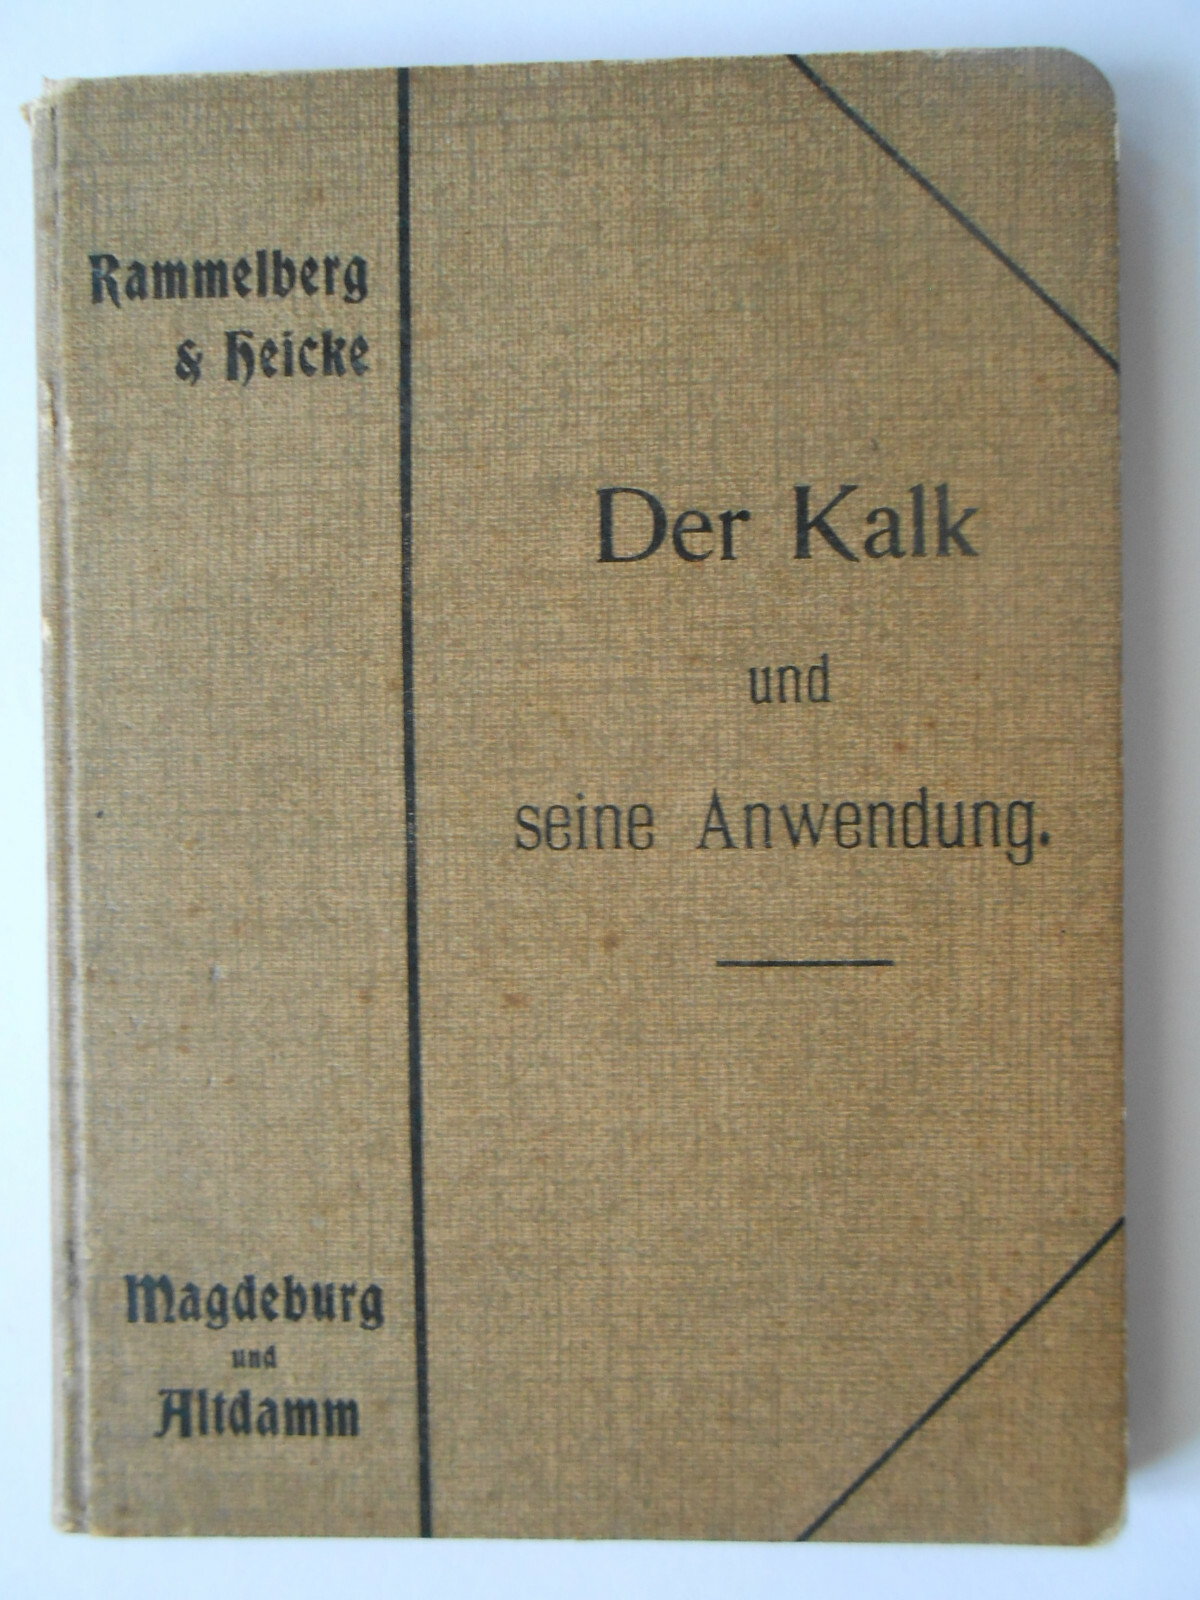 Rammelberg
& Heicke
Der Kalk
und
seine Anwendung.
Magdeburg
und
Altdamm